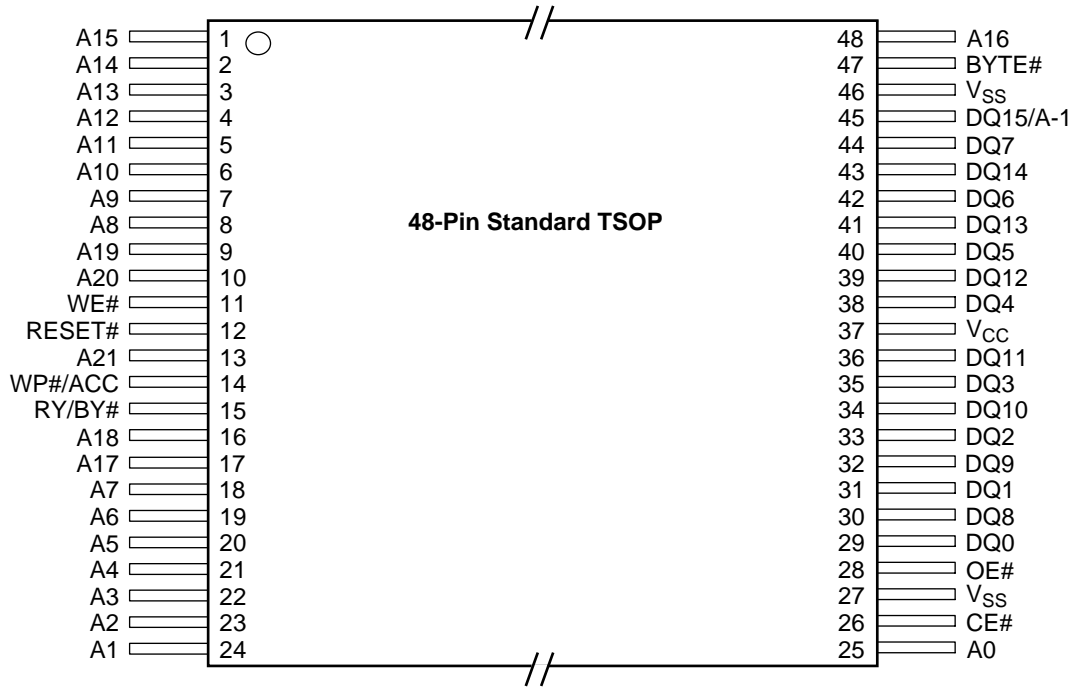 A15 1 48 A16
A14 2 47 BYTE#
A13 3 46 VSS
A12 4 45 DQ15/A-1
A11 5 44 DQ7
A10 6 43 DQ14
A9 7 42 DQ6
A8 8 48-Pin Standard TSOP 41 DQ13
A19 9 40 DQ5
A20 10 39 DQ12
WE# 11 38 DQ4
RESET# 12 37 VCC
A21 13 36 DQ11
WP#/ACC 14 35 DQ3
RY/BY# 15 34 DQ10
A18 16 33 DQ2
A17 17 32 DQ9
A7 18 31 DQ1
A6 19 30 DQ8
A5 20 29 DQ0
A4 21 28 OE#
A3 22 27 VSS
A2 23 26 CE#
A1 24 25 A0